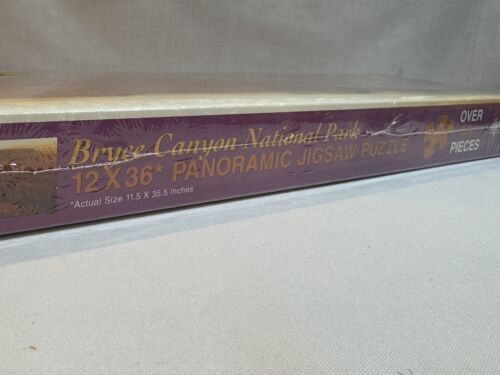 Bryce Canyon National Park
12 X 36* PANORAMIC JIGSAW PUZZLE
*Actual Size 11.5 X 35.5 Inches
OVER
PIECES